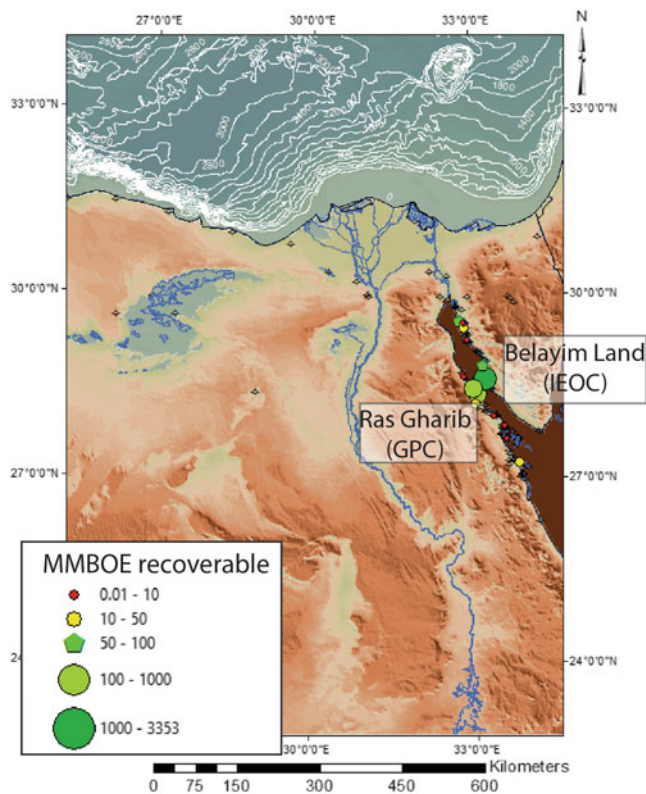 27°0'0"E
30°0'0"E
33°0'0"E
N
33°0'0"N
33°0'0"N
30°0'0"N
30°0'0"N
Belayim Land
(IEOC)
Ras Gharib
(GPC)
27°0'0"N
27°0'0"N
MMBOE recoverable
0.01 - 10
10 - 50
50 - 100
100 - 1000
1000 - 3353
24
24°0'0"N
30°0'0"E
33°0'0"E
Kilometers
0
75
150
300
450
600